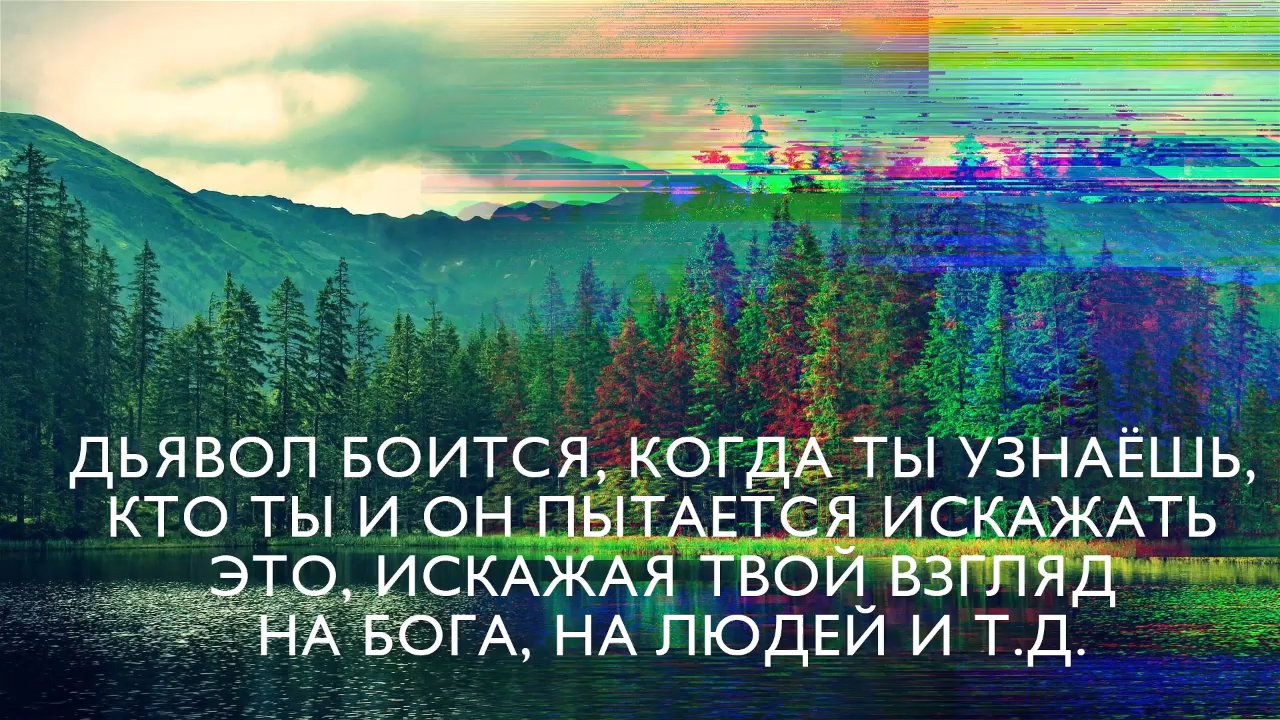 ДЬЯВОЛ БОИТСЯ, КОГДА ТЫ УЗНАЁШЬ,
КТО ТЫ И ОН ПЫТАЕТСЯ ИСКАЖАТЬ
ЭТО, ИСКАЖАЯ ТВОЙ ВЗГЛЯД
НА БОГА, НА ЛЮДЕЙ И Т.Д.